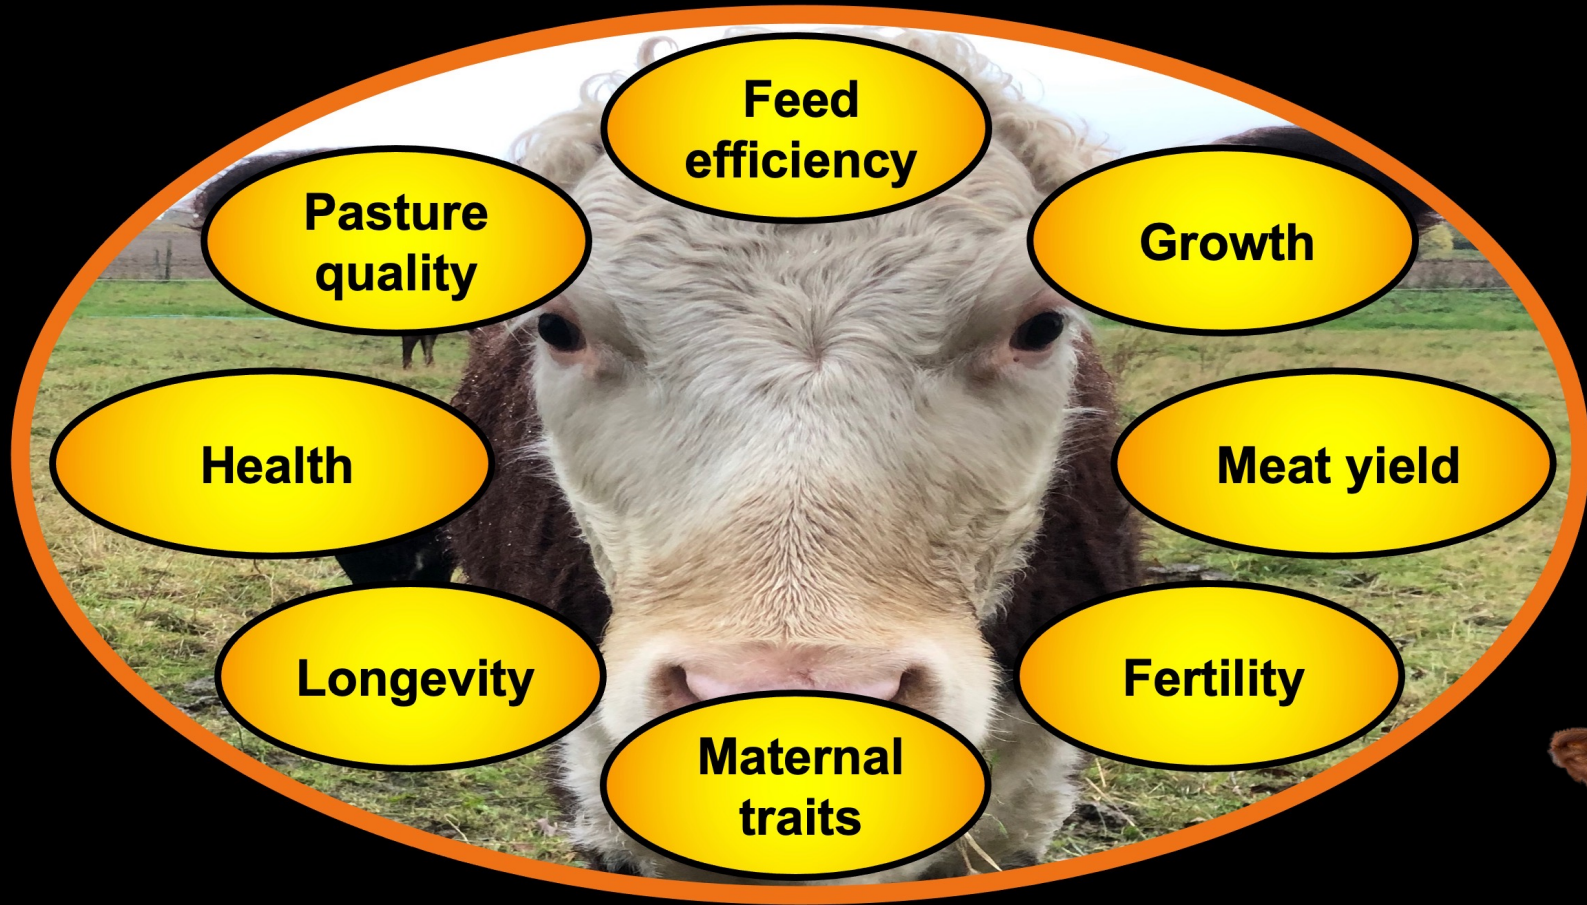 Feed
efficiency
Pasture
quality
Growth
Health
Meat yield
Longevity
Fertility
Maternal
traits